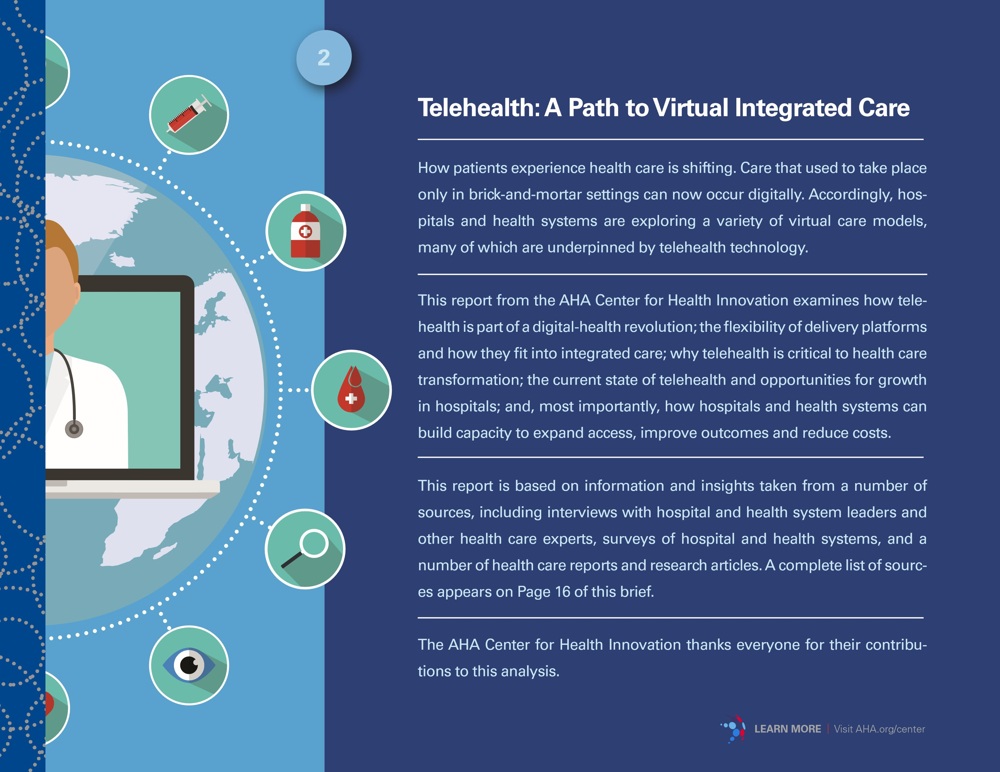 2
Telehealth: A Path to Virtual Integrated Care
How patients experience health care is shifting. Care that used to take place
only in brick-and-mortar settings can now occur digitally. Accordingly, hos-
pitals and health systems are exploring a variety of virtual care models,
many of which are underpinned by telehealth technology.
This report from the AHA Center for Health Innovation examines how tele-
health is part of a digital-health revolution; the flexibility of delivery platforms
and how they fit into integrated care; why telehealth is critical to health care
transformation; the current state of telehealth and opportunities for growth
in hospitals; and, most importantly, how hospitals and health systems can
build capacity to expand access, improve outcomes and reduce costs.
This report is based on information and insights taken from a number of
sources, including interviews with hospital and health system leaders and
other health care experts, surveys of hospital and health systems, and a
number of health care reports and research articles. A complete list of sourc-
es appears on Page 16 of this brief.
The AHA Center for Health Innovation thanks everyone for their contribu-
tions to this analysis.
LEARN MORE | Visit AHA.org/center